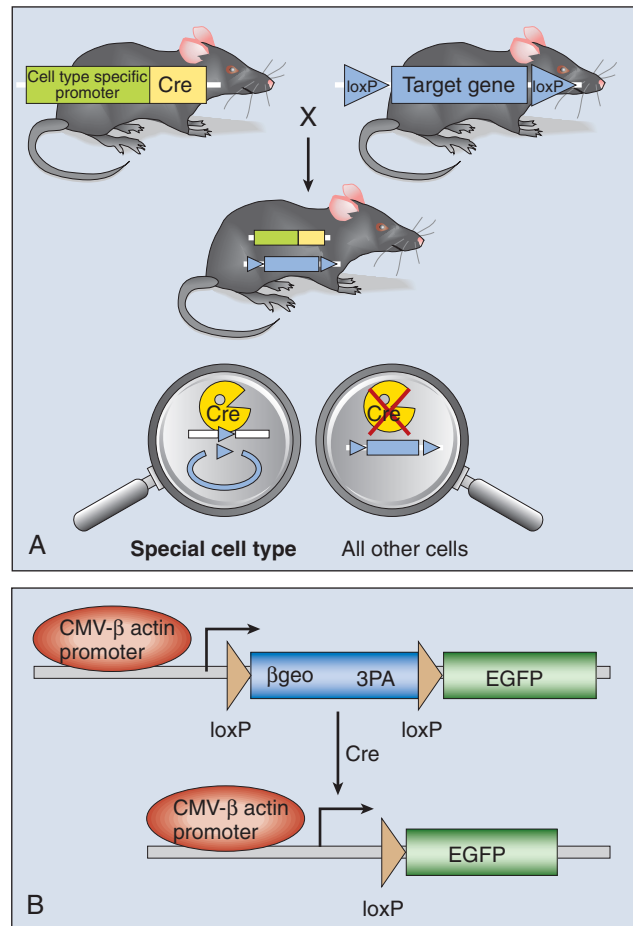 Cell type specific
promoter
Cre
loxP
Target gene
loxP
X
Cre
Cre
A
Special cell type
All other cells
CMV-β actin
promoter
βgeo
3PA
EGFP
loxP
loxP
Cre
CMV-β actin
promoter
EGFP
loxP
B